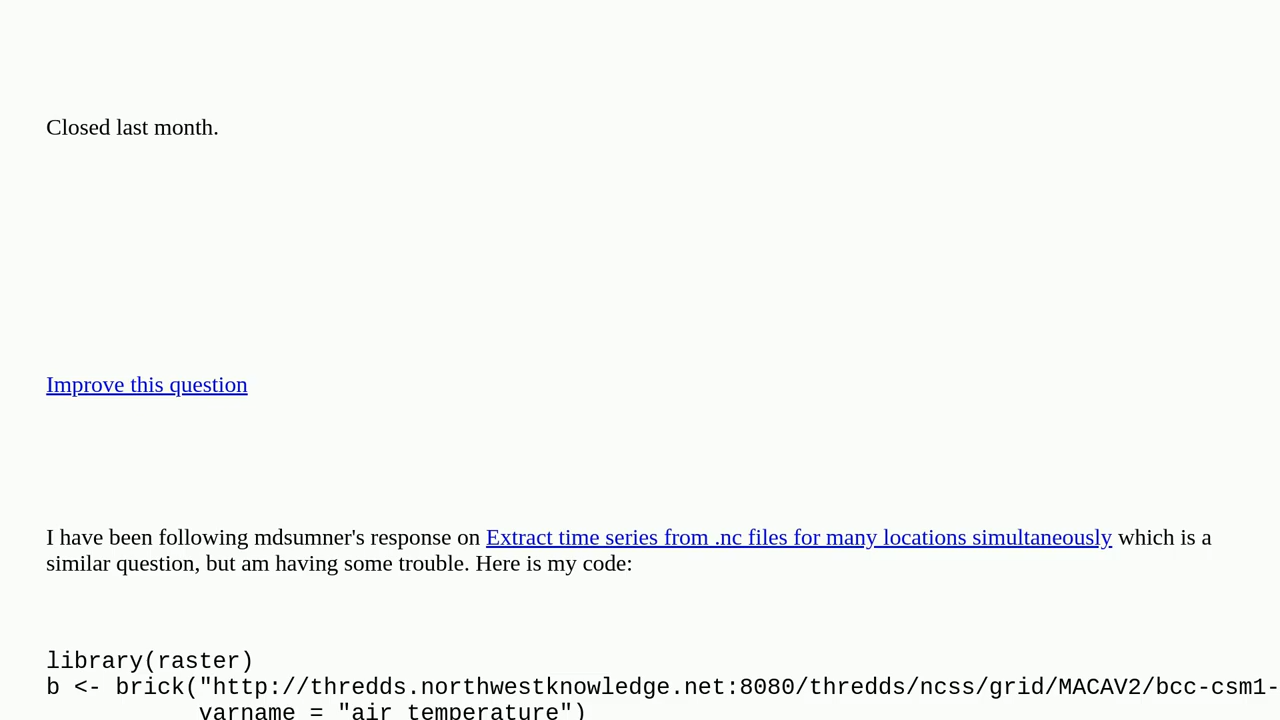 Closed last month.
Improve this question
I have been following mdsumner's response on Extract time series from .nc files for many locations simultaneously which is a
similar question, but am having some trouble. Here is my code:
library(raster)
b <- brick("http://thredds.northwestknowledge.net:8080/thredds/ncss/grid/MACAV2/bcc-csm1-
varname = "air_temperature")